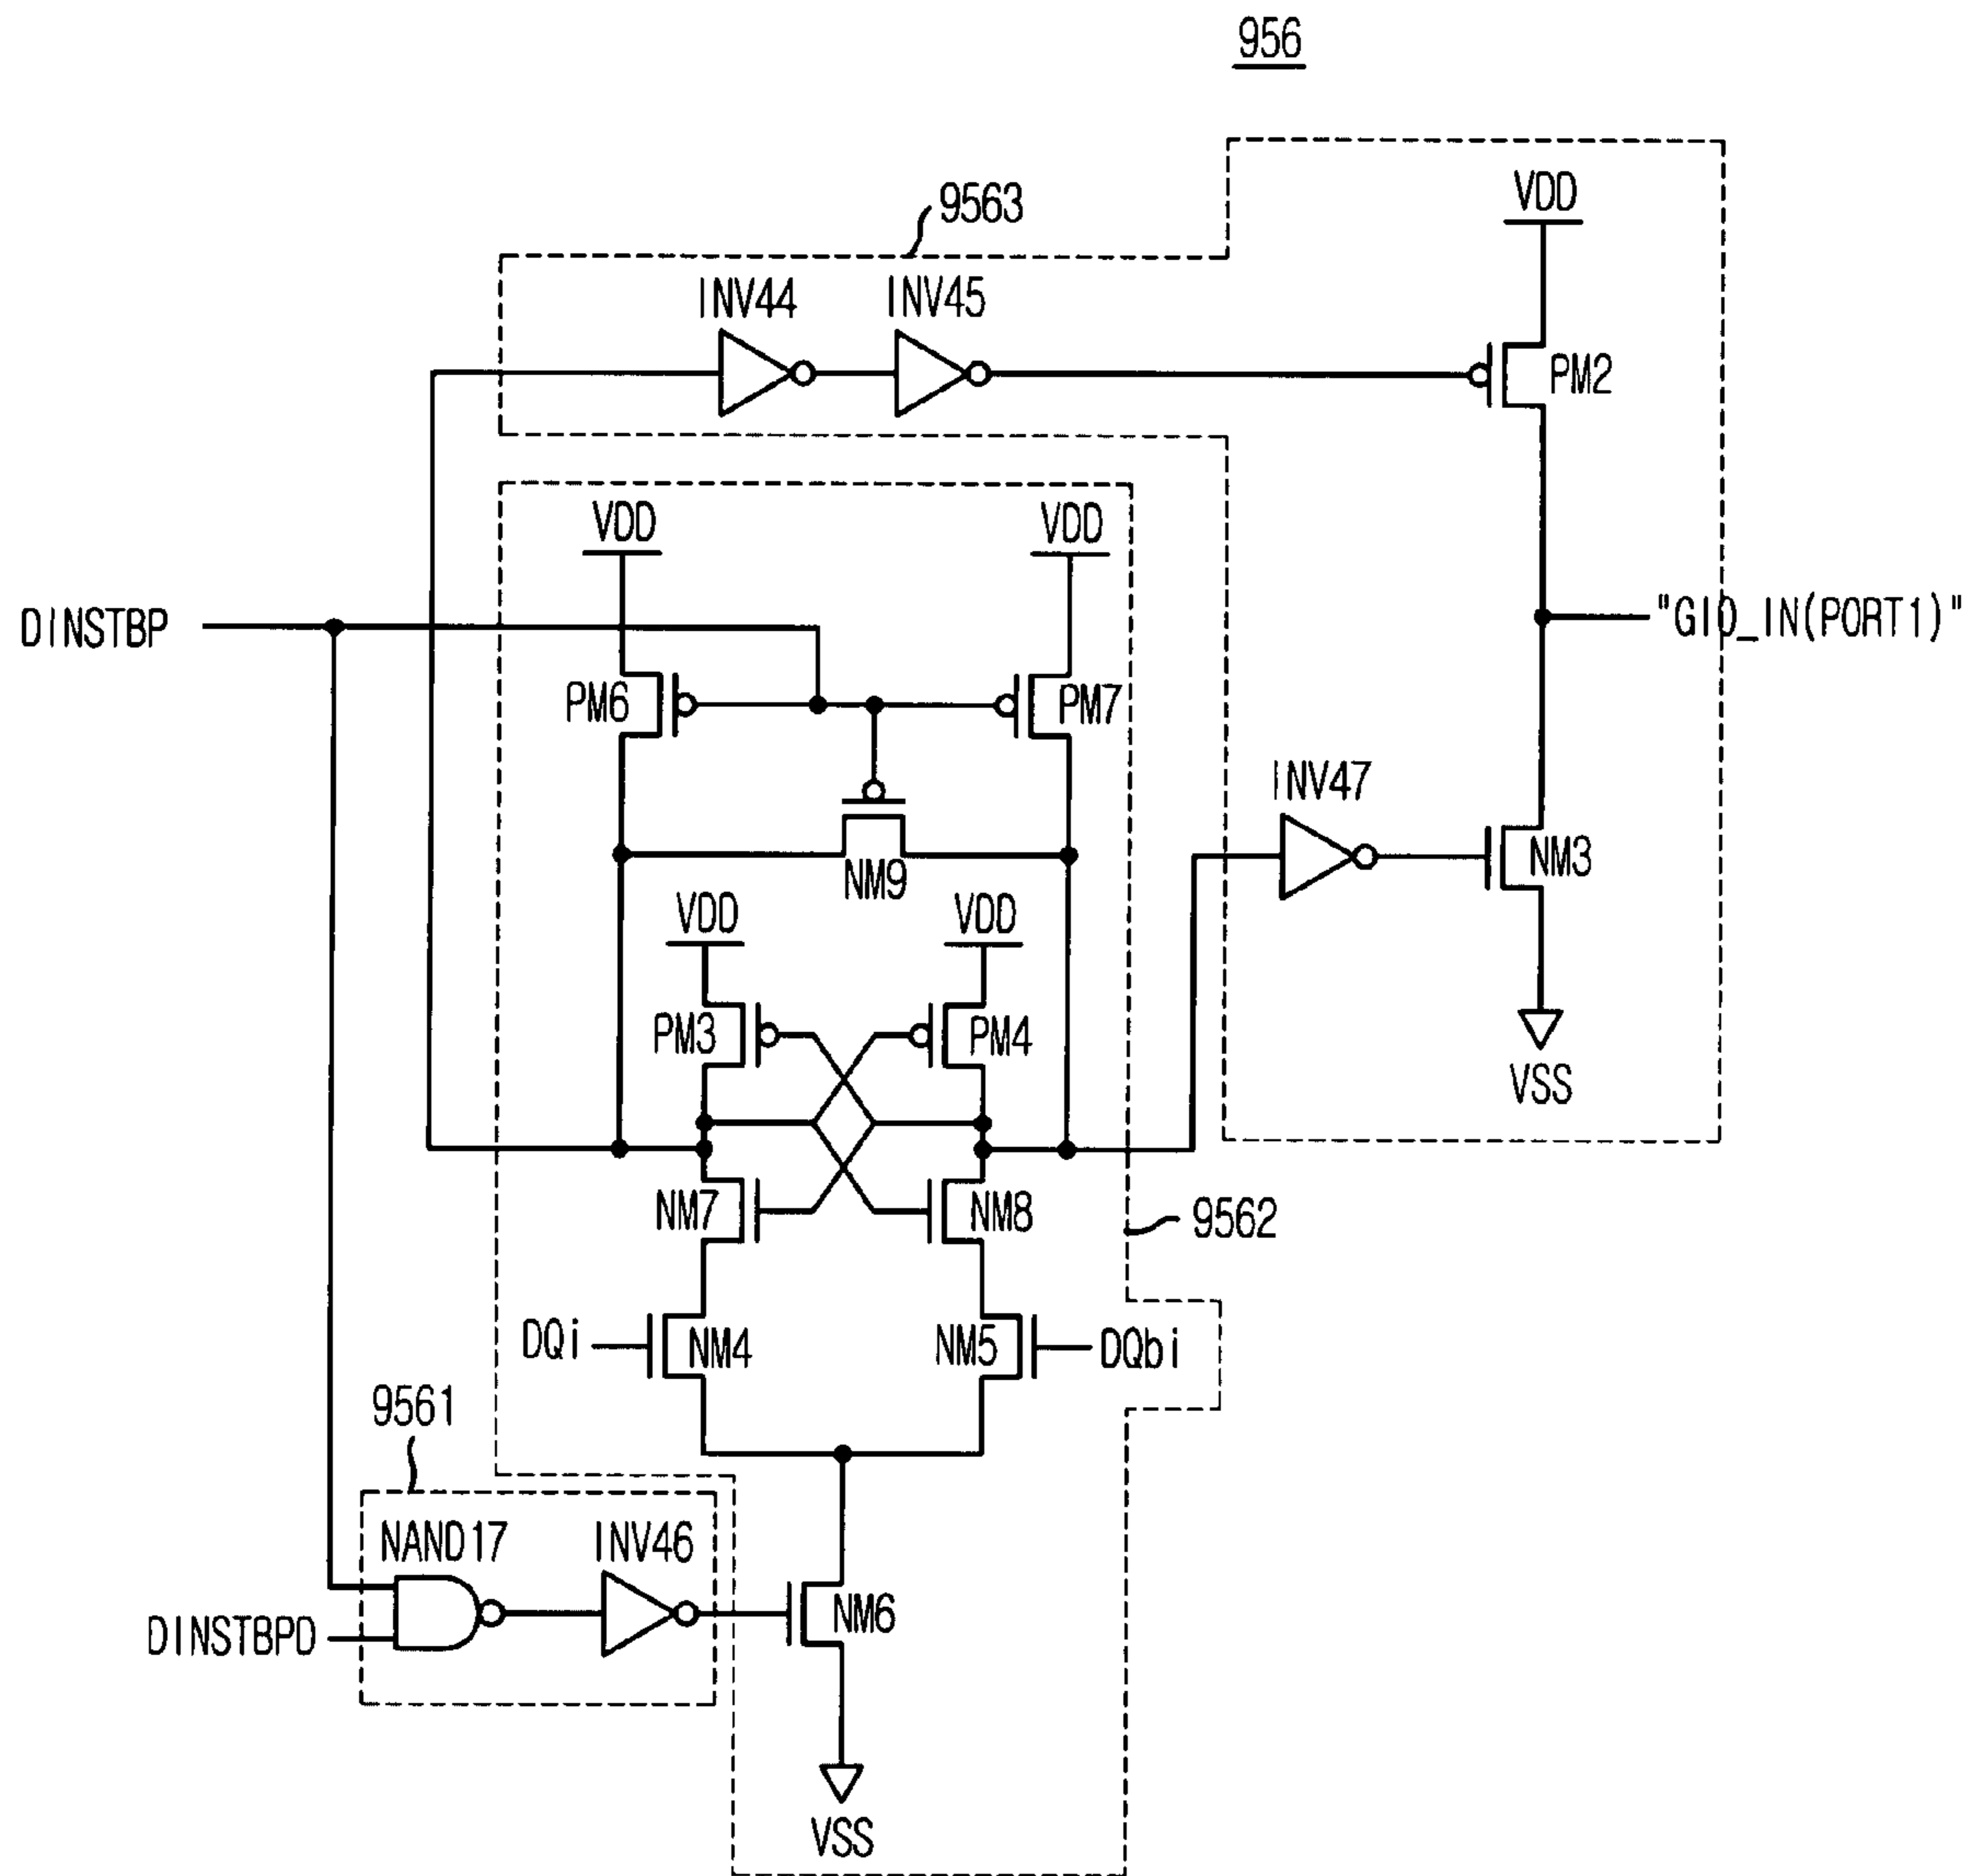 956
9563
VDD
INV44
INV45
PM2
VDD
VDD
DINSTBP
"GIO_IN(PORT1)"
PM6
PM7
INV47
NM9
NM3
VDD
VDD
PM3
PM4
VSS
NM7
NM8
9562
DQi
NM4
NM5
DQbi
9561
NAND17
INV46
NM6
DINSTBPD
VSS